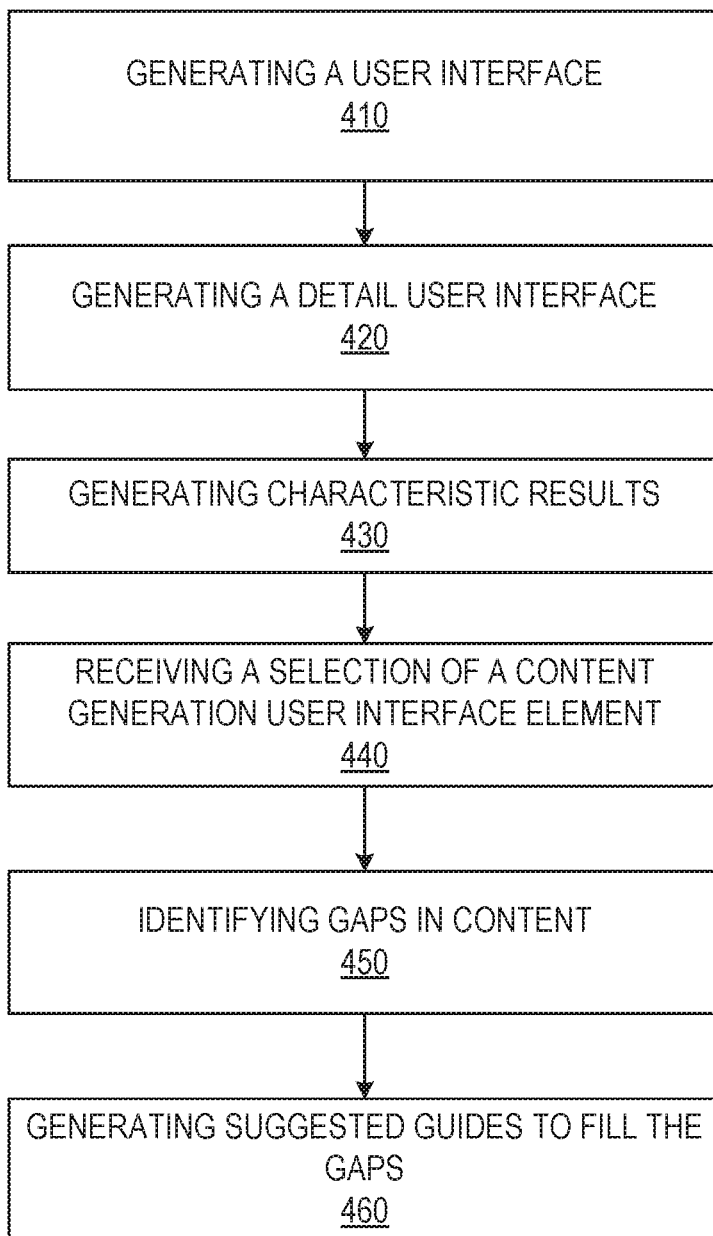 GENERATING A USER INTERFACE
410
GENERATING A DETAIL USER INTERFACE
420
GENERATING CHARACTERISTIC RESULTS
430
RECEIVING A SELECTION OF A CONTENT
GENERATION USER INTERFACE ELEMENT
440
IDENTIFYING GAPS IN CONTENT
450
GENERATING SUGGESTED GUIDES TO FILL THE
GAPS
460